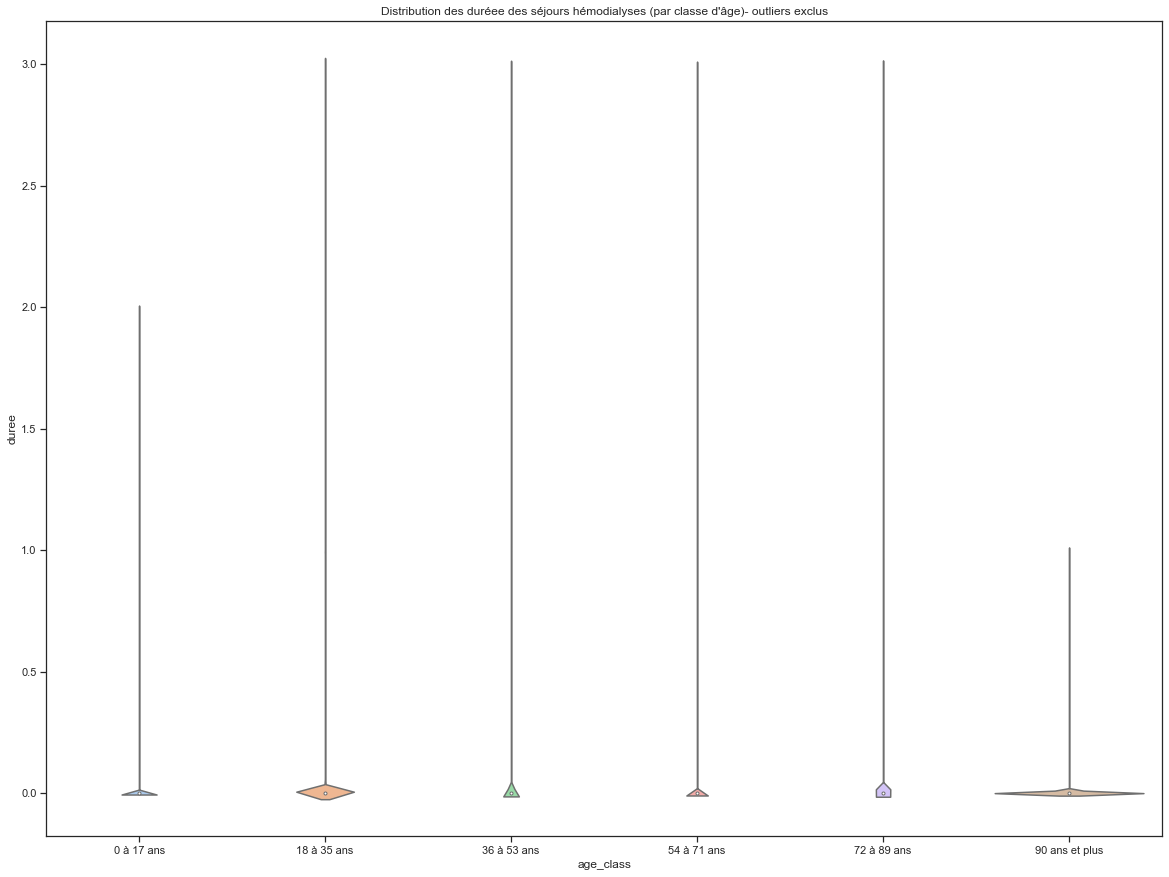 Distribution des duréee des séjours hémodialyses (par classe d'âge)- outliers exclus
3.0
2.5
2.0
1.5
1.0
0.5
0.0
duree
0 à 17 ans
18 à 35 ans
36 à 53 ans
54 à 71 ans
72 à 89 ans
90 ans et plus
age_class